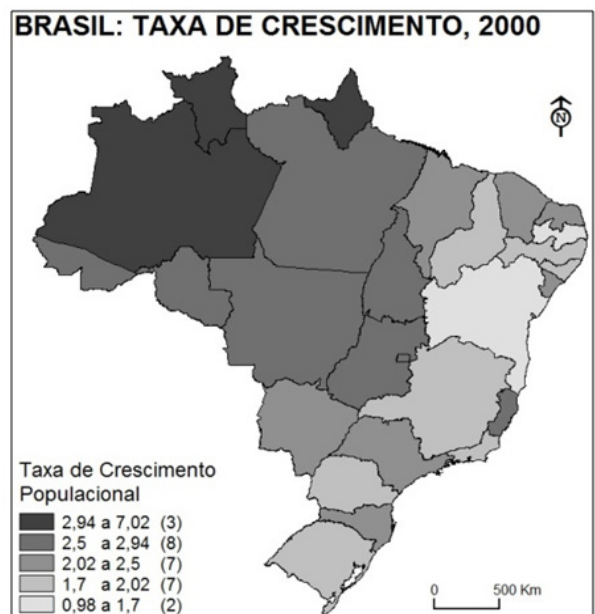 BRASIL: TAXA DE CRESCIMENTO, 2000
N
Taxa de Crescimento
Populacional
2,94 a 7,02 (3)
2,5 a 2,94 (8)
2,02 a 2,5 (7)
1,7 a 2,02 (7)
0,98 a 1,7 (2)
0 500 Km